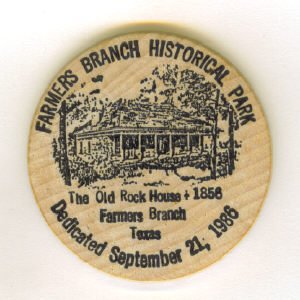 FARMERS BRANCH HISTORICAL PARK
The Old Rock House + 1856
Farmers Branch
Texas
Dedicated September 21, 1986